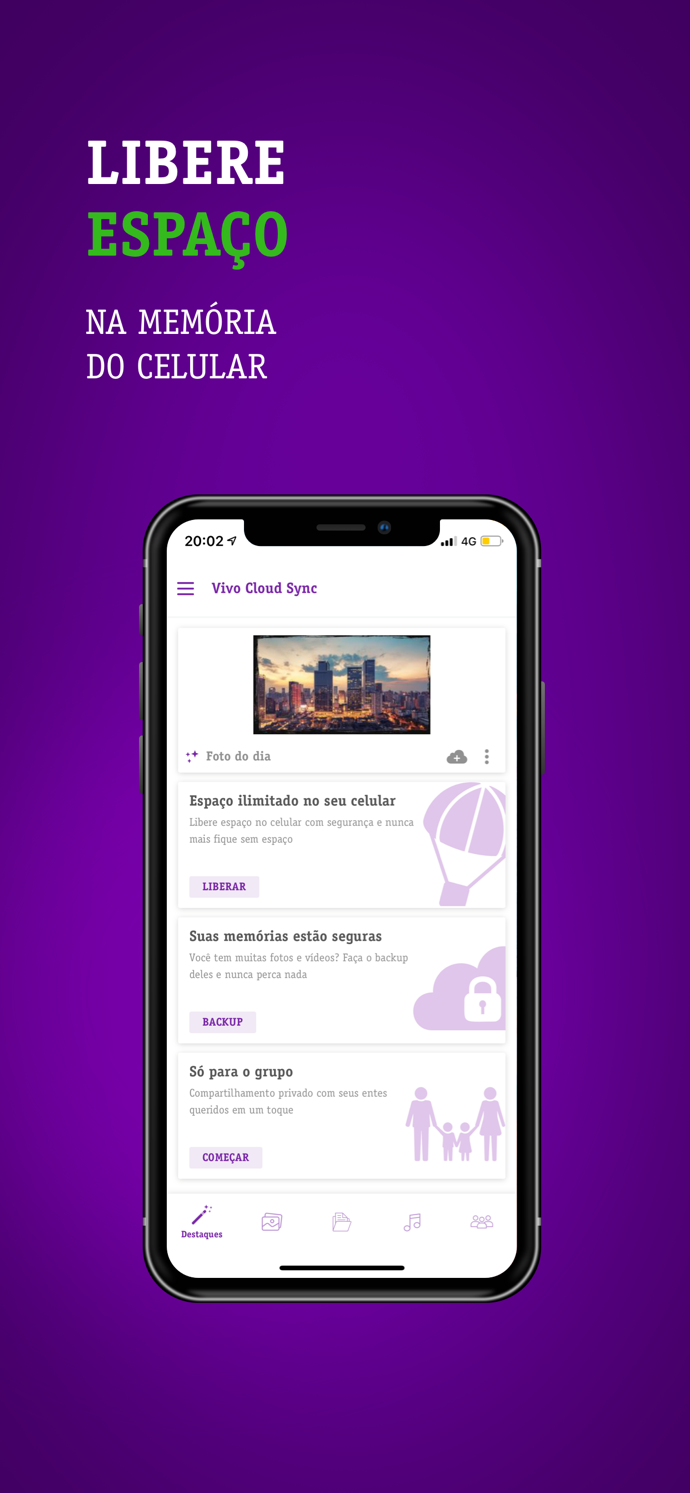 LIBERE
ESPAÇO
NA MEMÓRIA
DO CELULAR
20:02
4G
Vivo Cloud Sync
Foto do dia
Espaço ilimitado no seu celular
Libere espaço no celular com segurança e nunca
mais fique sem espaço
LIBERAR
Suas memórias estão seguras
Você tem muitas fotos e vídeos? Faça o backup
deles e nunca perca nada
BACKUP
Só para o grupo
Compartilhamento privado com seus entes
queridos em um toque
COMEÇAR
Destaques